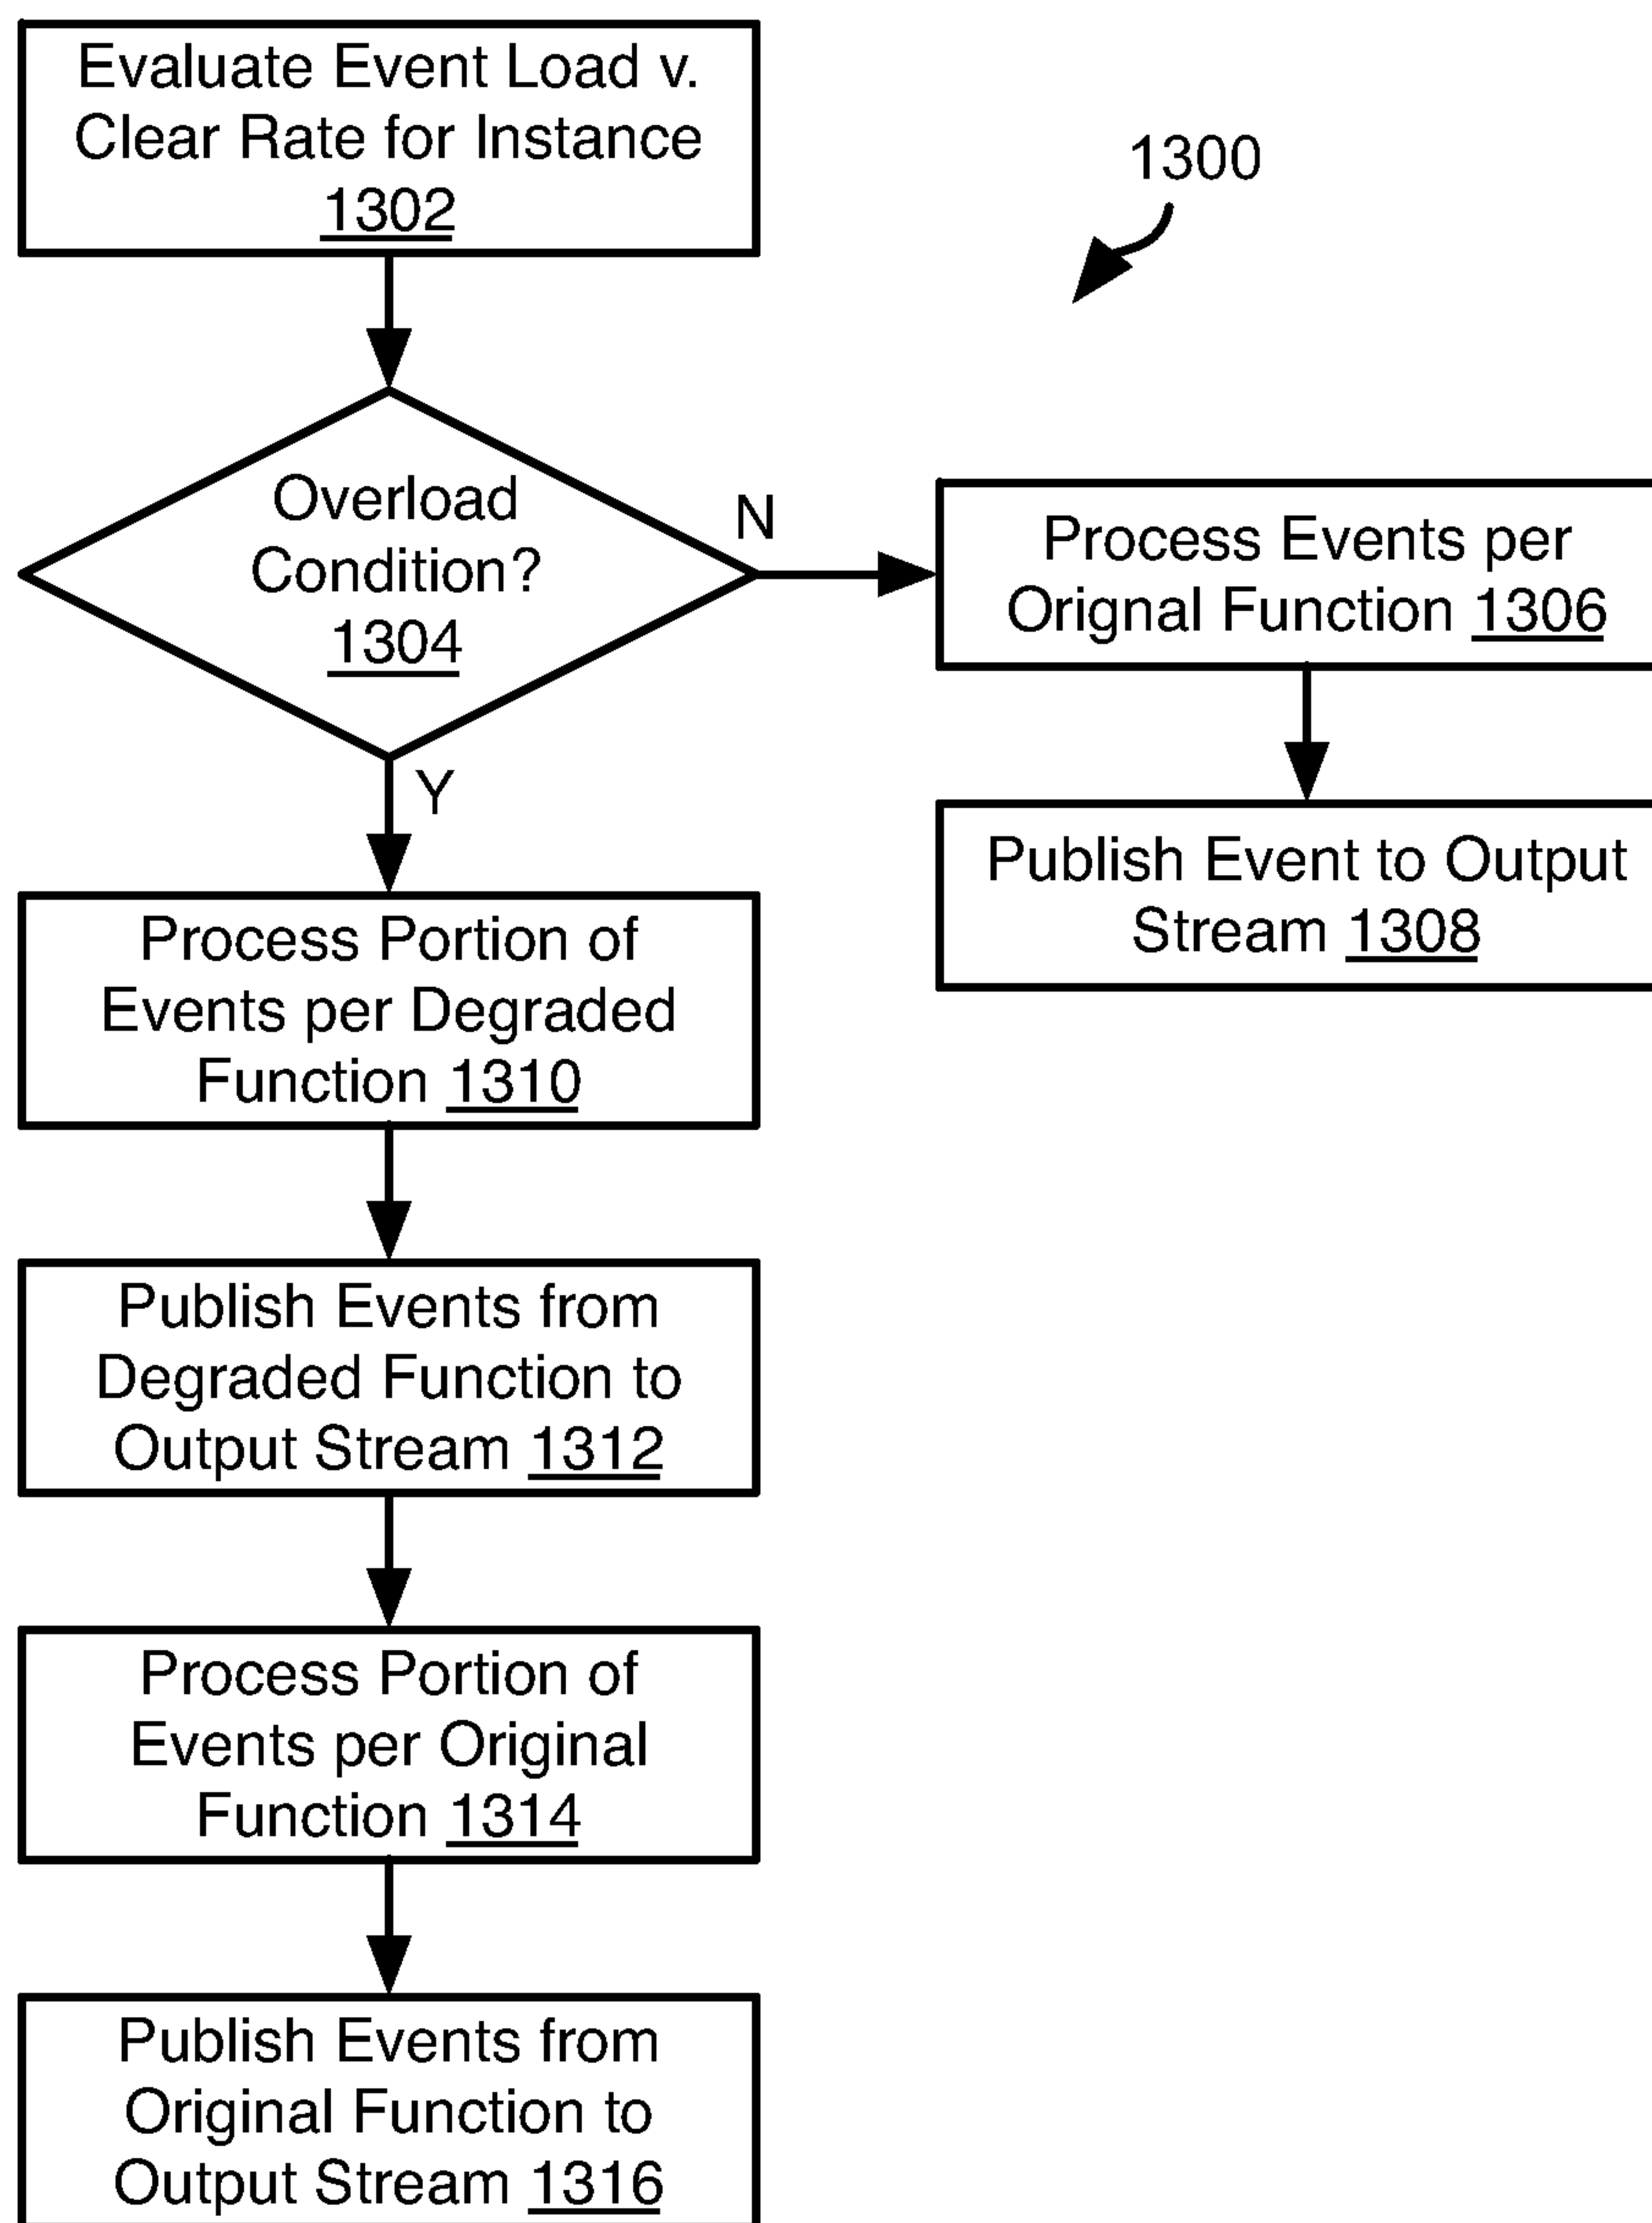 Evaluate Event Load v.
Clear Rate for Instance
1302
1300
Overload
Condition?
1304
N
Y
Process Events per
Orignal Function 1306
Publish Event to Output
Stream 1308
Process Portion of
Events per Degraded
Function 1310
Publish Events from
Degraded Function to
Output Stream 1312
Process Portion of
Events per Original
Function 1314
Publish Events from
Original Function to
Output Stream 1316